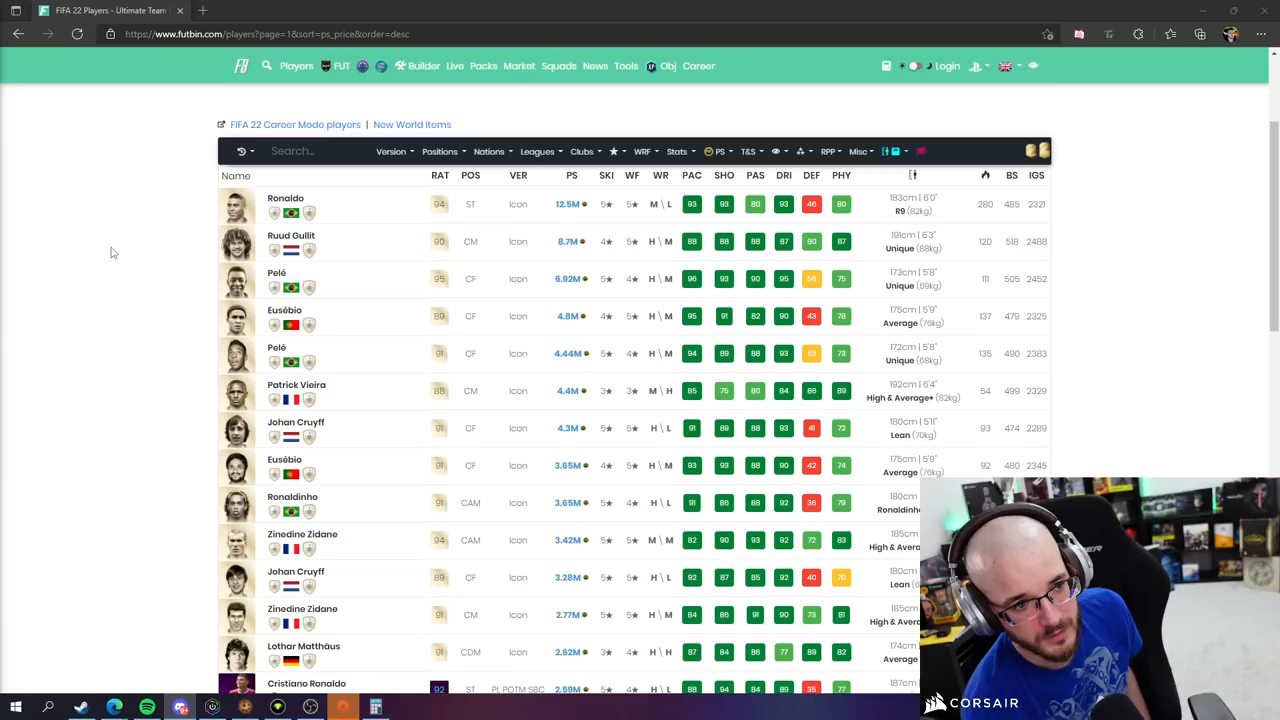 FIFA 22 Players - Ultimate Team
https://www.futbin.com/players?page=1&sort=ps_price&order=desc
FB Players FUT Builder Live Packs Market Squads News Tools Obj Career Login
FIFA 22 Career Mode players | New World Items
Search... Version Positions Nations Leagues Clubs WRF Stats PS T&S RPP Misc
Name RAT POS VER PS SKI WF WR PAC SHO PAS DRI DEF PHY BS IGS
Ronaldo 94 ST Icon 12.5M 5★ 5★ M \ L 93 93 80 93 46 80 183cm | 6'0" R9 (82kg) 280 485 2321
Ruud Gullit 90 CM Icon 8.7M 4★ 5★ H \ M 88 88 88 87 80 87 191cm | 6'3" Unique (88kg) 120 518 2488
Pelé 95 CF Icon 6.92M 5★ 4★ H \ M 96 93 90 95 56 75 173cm | 5'8" Unique (69kg) 111 505 2452
Eusébio 89 CF Icon 4.8M 4★ 5★ H \ M 95 91 82 90 43 78 175cm | 5'9" Average (76kg) 137 479 2325
Pelé 91 CF Icon 4.44M 5★ 4★ H \ M 94 89 88 93 53 73 172cm | 5'8" Unique (68kg) 135 490 2383
Patrick Vieira 88 CM Icon 4.4M 3★ 3★ M \ H 85 75 80 84 86 89 192cm | 6'4" High & Average+ (82kg) 54 499 2329
Johan Cruyff 91 CF Icon 4.3M 5★ 5★ H \ L 91 89 88 93 41 72 180cm | 5'11" Lean (70kg) 93 474 2289
Eusébio 91 CF Icon 3.65M 4★ 5★ H \ M 93 93 88 90 42 74 175cm | 5'9" Average (76kg) 92 480 2345
Ronaldinho 91 CAM Icon 3.65M 5★ 4★ H \ M 91 86 88 92 36 79 180cm Ronaldinho
Zinedine Zidane 94 CAM Icon 3.42M 5★ 5★ M \ M 82 90 93 92 72 83 185cm High & Avera
Johan Cruyff 89 CF Icon 3.28M 5★ 5★ H \ L 92 87 85 92 40 70 180cm Lean
Zinedine Zidane 91 CM Icon 2.77M 5★ 5★ H \ M 84 86 91 90 73 81 185cm High & Avera
Lothar Matthäus 91 CDM Icon 2.62M 3★ 4★ H \ H 87 84 86 77 89 82 174cm Average
Cristiano Ronaldo 92 ST PL POTM SBC 2.59M 5★ 4★ H \ L 88 94 84 89 35 77 187cm
CORSAIR